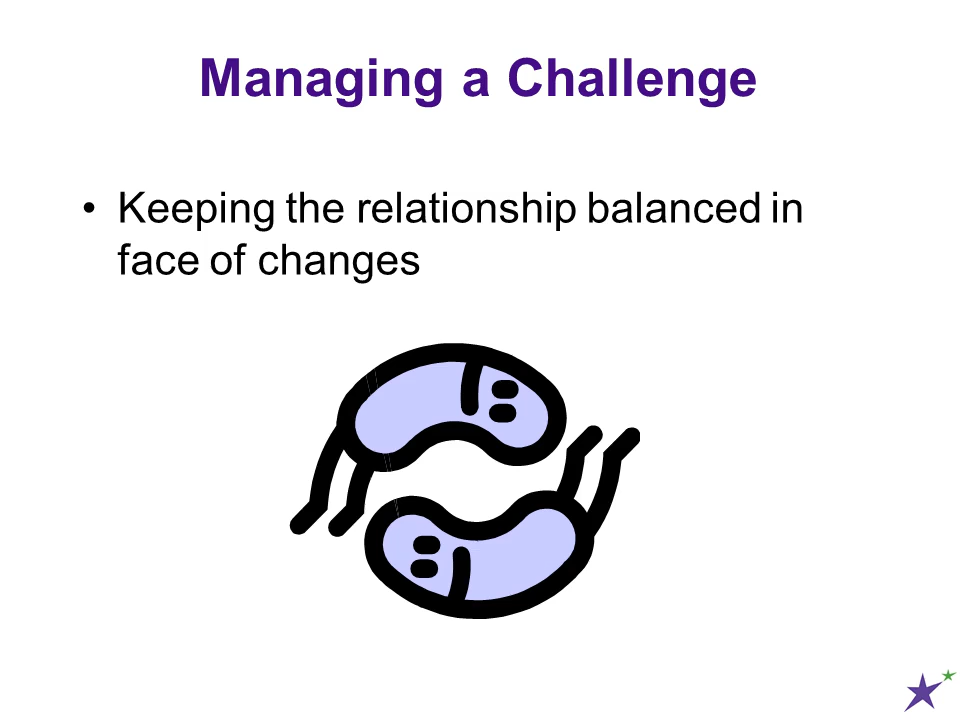 Managing a Challenge
• Keeping the relationship balanced in
face of changes